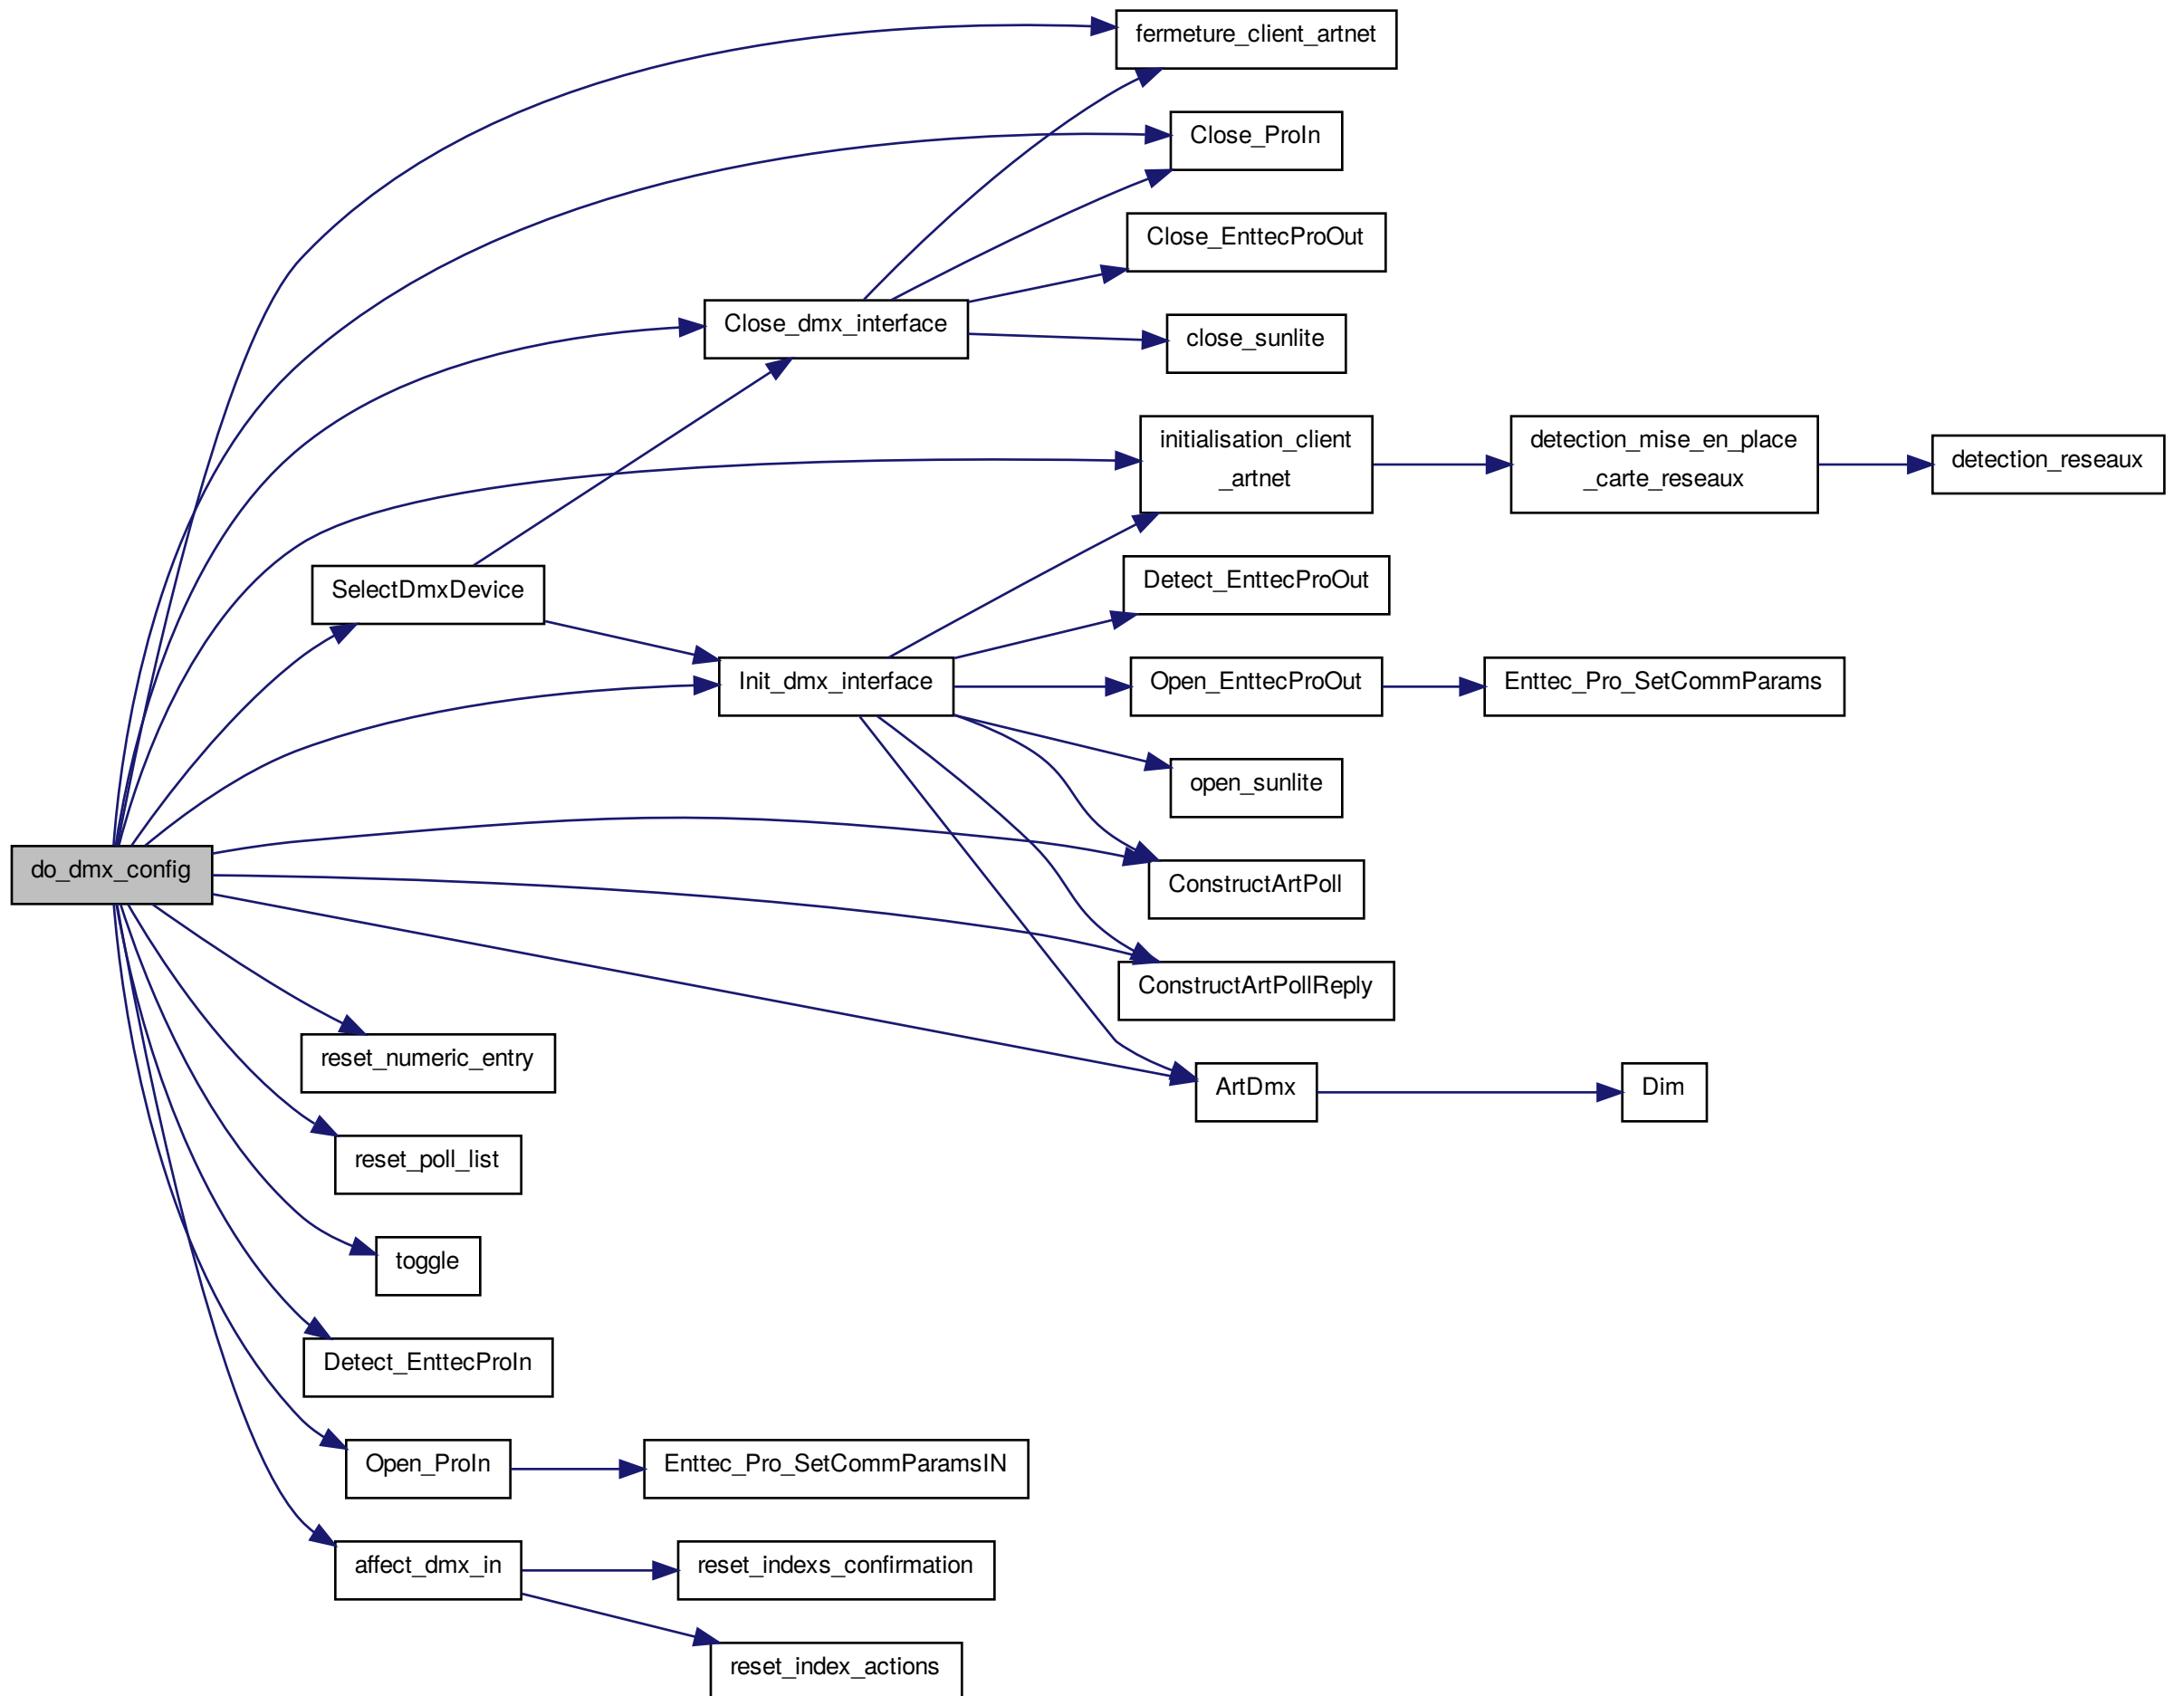 fermeture_client_artnet
Close_ProIn
Close_EnttecProOut
Close_dmx_interface
close_sunlite
initialisation_client
_artnet
detection_mise_en_place
_carte_reseaux
detection_reseaux
SelectDmxDevice
Detect_EnttecProOut
Init_dmx_interface
Open_EnttecProOut
Enttec_Pro_SetCommParams
open_sunlite
do_dmx_config
ConstructArtPoll
ConstructArtPollReply
reset_numeric_entry
ArtDmx
Dim
reset_poll_list
toggle
Detect_EnttecProIn
Open_ProIn
Enttec_Pro_SetCommParamsIN
affect_dmx_in
reset_indexs_confirmation
reset_index_actions